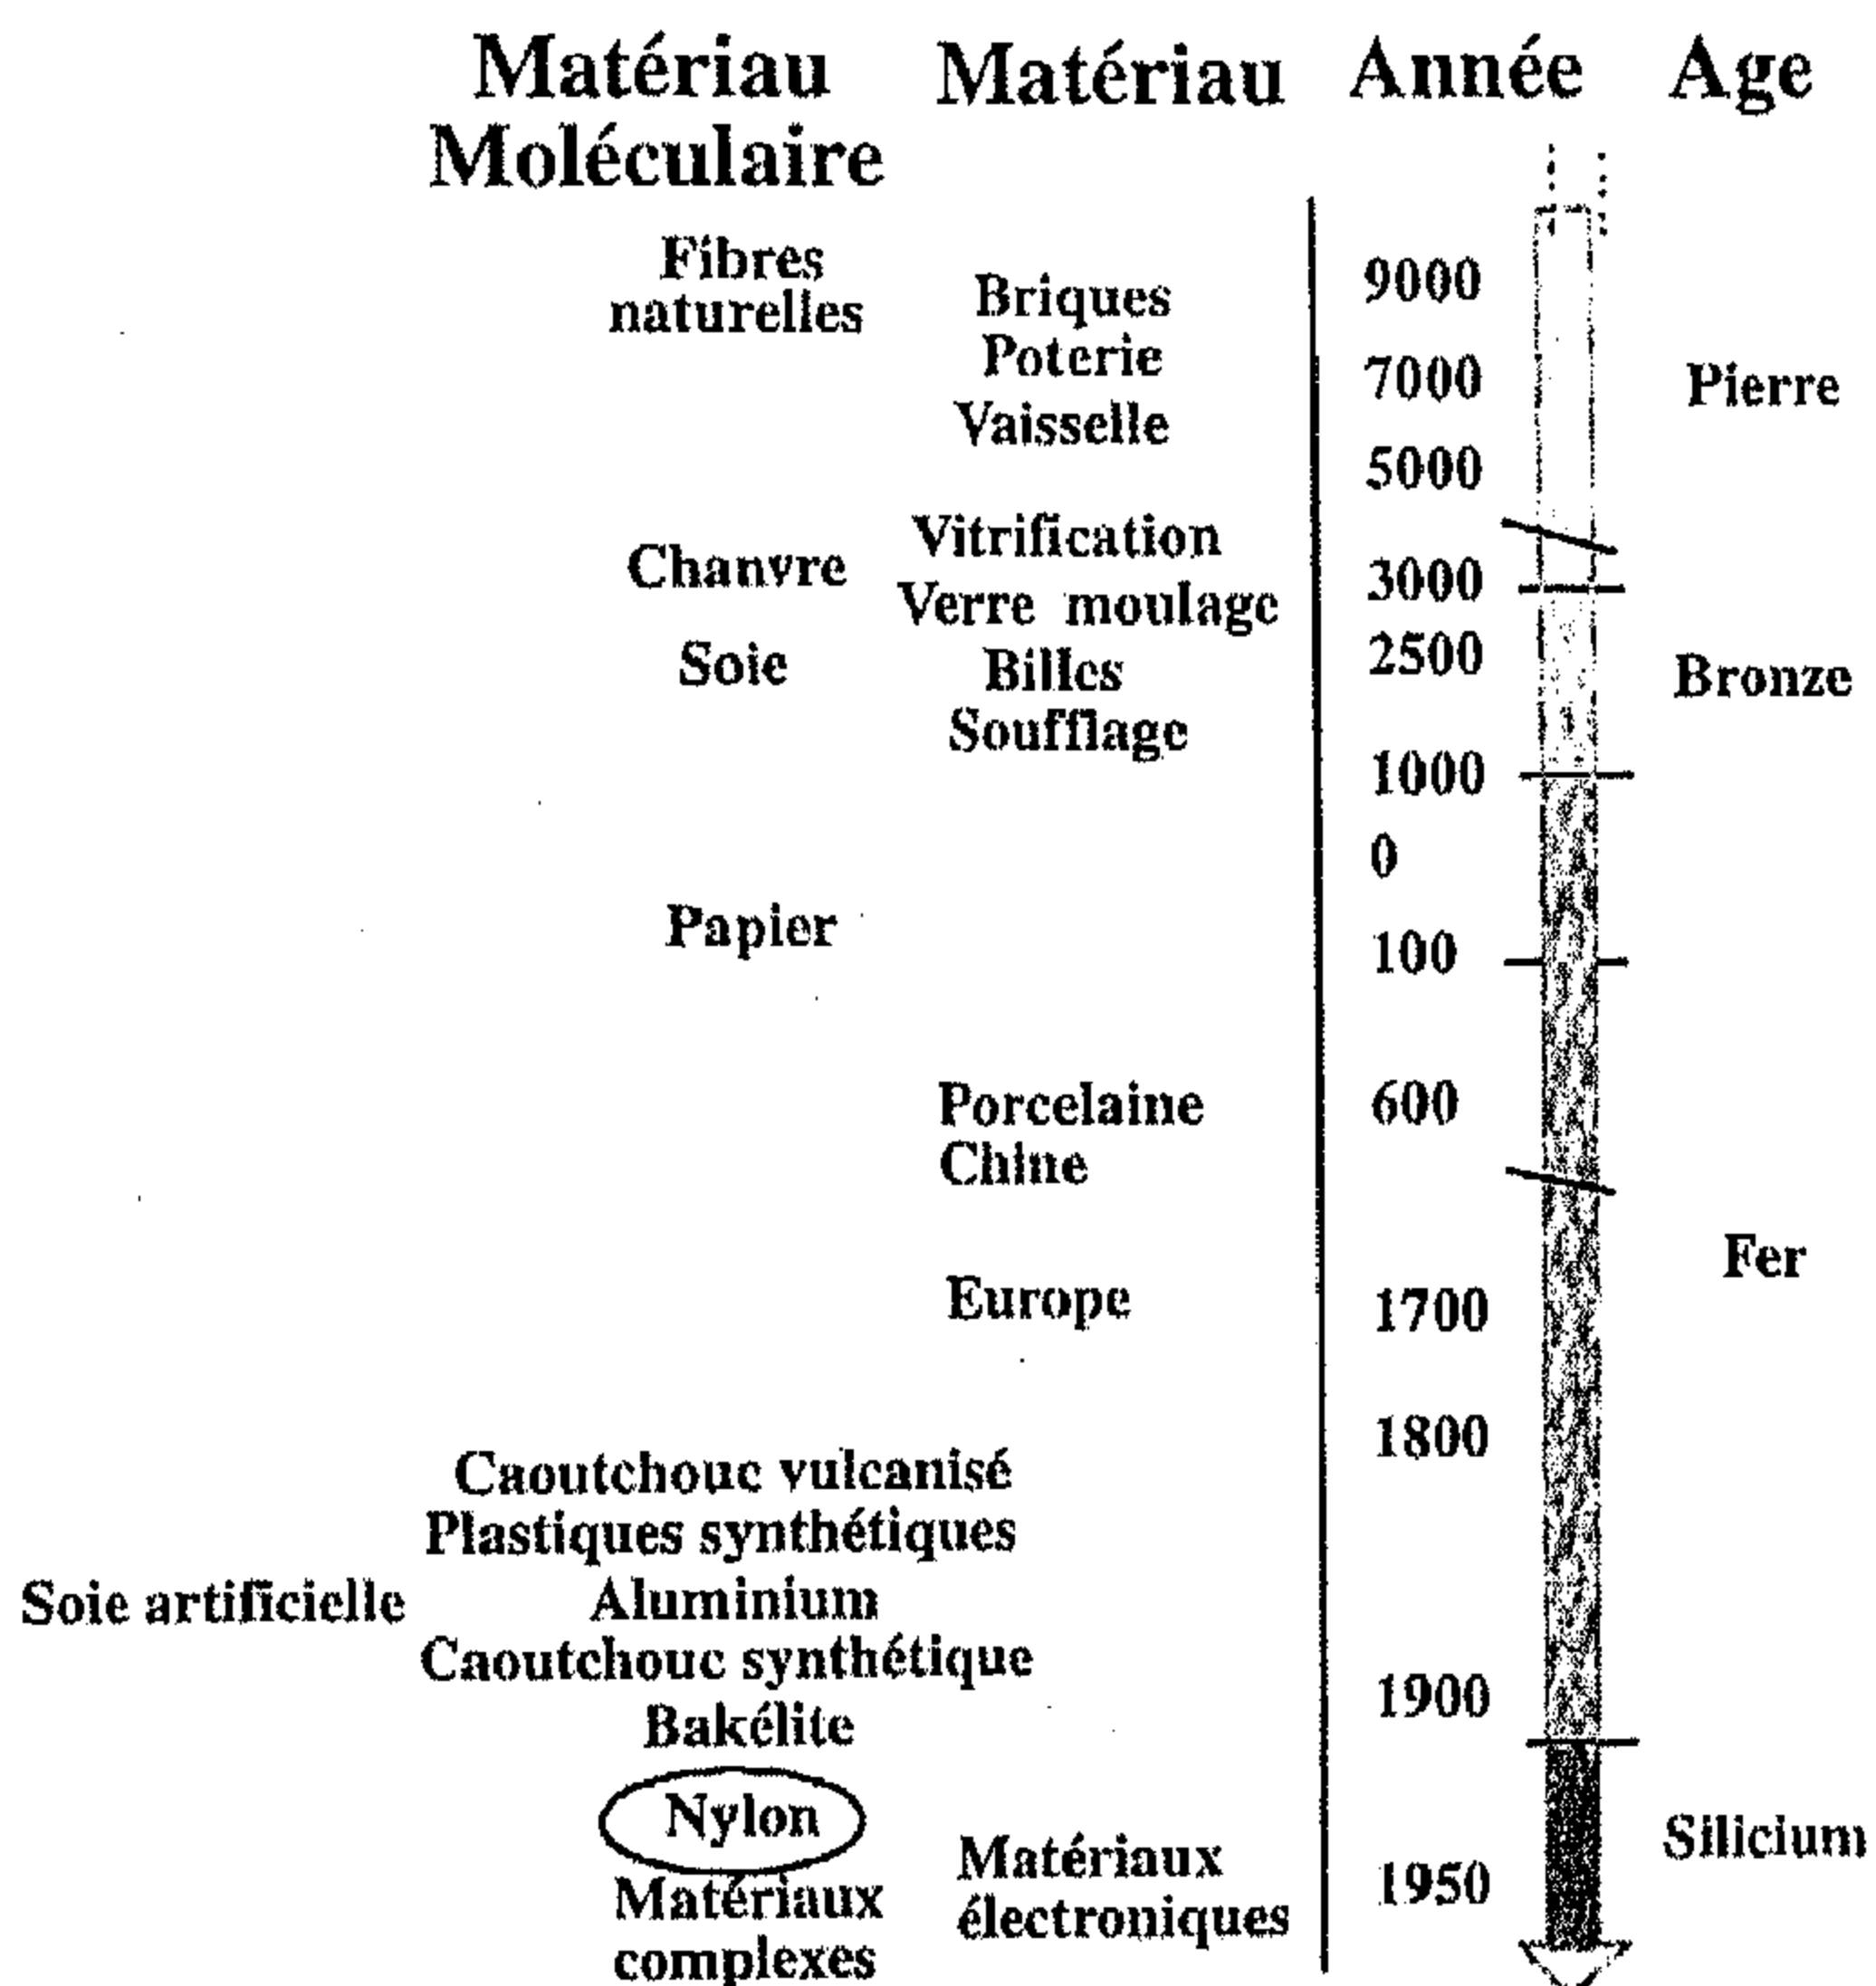 Matériau Matériau Année Age
Moléculaire
Fibres
naturelles
Briques
9000
Poterie
7000
Pierre
Vaisselle
5000
Vitrification
Chanvre
3000
Verre moulage
Soie
Billes
2500
Bronze
Soufflage
1000
0
Papier
100
Porcelaine
600
Chine
Fer
Europe
1700
1800
Caoutchouc vulcanisé
Plastiques synthétiques
Soie artificielle
Aluminium
Caoutchouc synthétique
1900
Bakélite
Nylon
Silicium
Matériaux
électroniques
1950
Matériaux
complexes